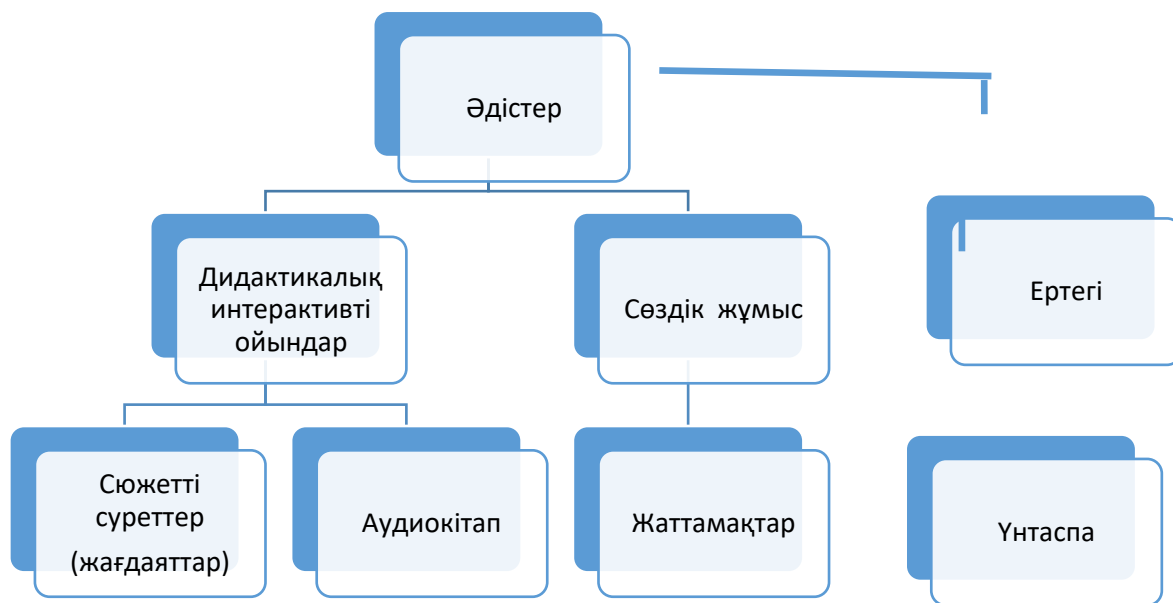 Әдістер
Дидактикалық
интерактивті
ойындар
Сөздік  жұмыс
Ертегі
Сюжетті
суреттер
(жағдаяттар)
Аудиокітап
Жаттамақтар
Үнтаспа